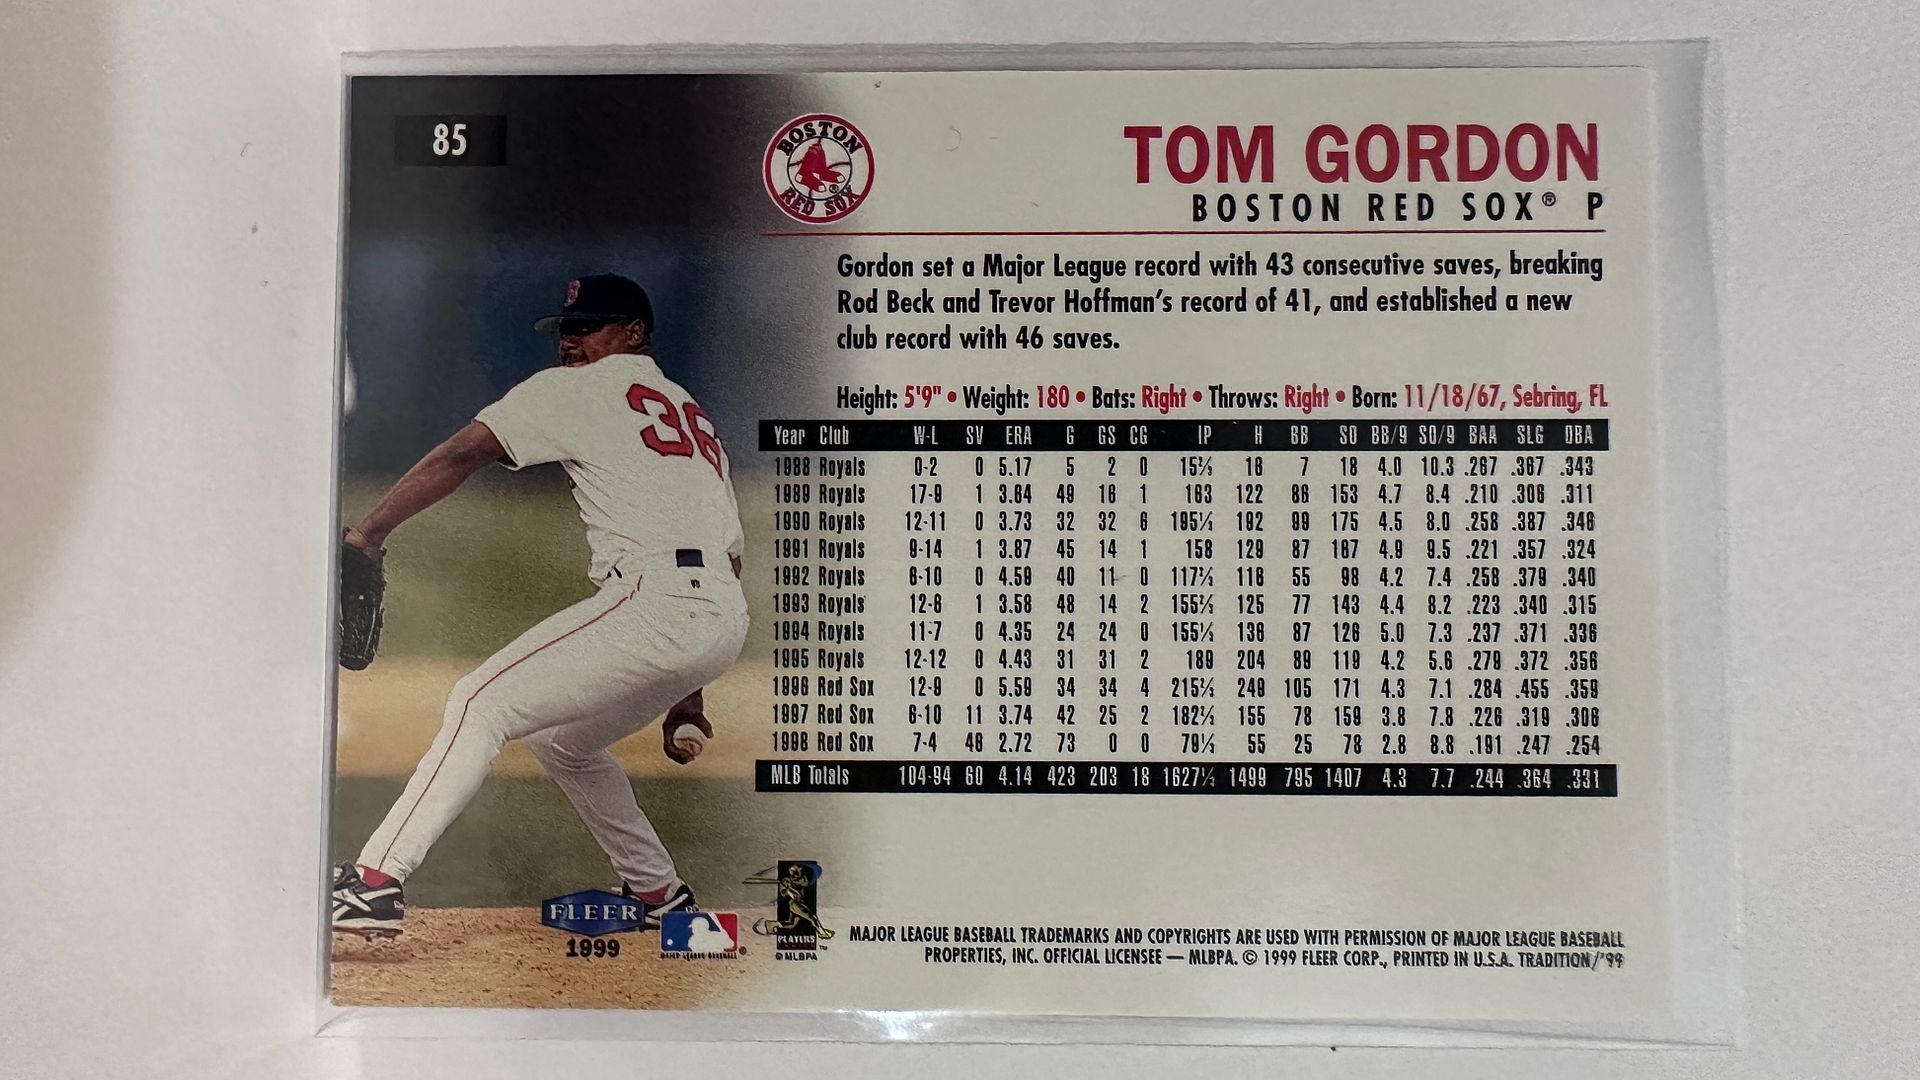 85
BOSTON
RED SOX®
TOM GORDON
BOSTON RED SOX® P
Gordon set a Major League record with 43 consecutive saves, breaking
Rod Beck and Trevor Hoffman's record of 41, and established a new
club record with 46 saves.
Height: 5'9" • Weight: 180 • Bats: Right • Throws: Right • Born: 11/18/67, Sebring, FL
Year Club W-L SV ERA G GS CG IP H BB SO BB/9 SO/9 BAA SLG OBA
1988 Royals 0-2 0 5.17 5 2 0 15⅔ 16 7 18 4.0 10.3 .267 .367 .343
1989 Royals 17-9 1 3.64 49 16 1 163 122 86 153 4.7 8.4 .210 .306 .311
1990 Royals 12-11 0 3.73 32 32 6 195⅓ 192 99 175 4.5 8.0 .258 .387 .346
1991 Royals 9-14 1 3.87 45 14 1 158 129 87 167 4.9 9.5 .221 .357 .324
1992 Royals 6-10 0 4.59 40 11 0 117⅔ 116 55 98 4.2 7.4 .258 .379 .340
1993 Royals 12-6 1 3.58 48 14 2 155⅔ 125 77 143 4.4 8.2 .223 .340 .315
1994 Royals 11-7 0 4.35 24 24 0 155⅓ 136 87 126 5.0 7.3 .237 .371 .336
1995 Royals 12-12 0 4.43 31 31 2 189 204 89 119 4.2 5.6 .279 .372 .356
1996 Red Sox 12-9 0 5.59 34 34 4 215⅔ 249 105 171 4.3 7.1 .284 .455 .359
1997 Red Sox 6-10 11 3.74 42 25 2 182⅔ 155 78 159 3.8 7.8 .226 .319 .306
1998 Red Sox 7-4 46 2.72 73 0 0 79⅓ 55 25 78 2.8 8.8 .191 .247 .254
MLB Totals 104-94 60 4.14 423 203 18 1627⅓ 1499 795 1407 4.3 7.7 .244 .364 .331
36
FLEER
1999
MAJOR LEAGUE BASEBALL®
PLAYERS
™
© MLBPA
MAJOR LEAGUE BASEBALL TRADEMARKS AND COPYRIGHTS ARE USED WITH PERMISSION OF MAJOR LEAGUE BASEBALL
PROPERTIES, INC. OFFICIAL LICENSEE — MLBPA. © 1999 FLEER CORP., PRINTED IN U.S.A. TRADITION/'99